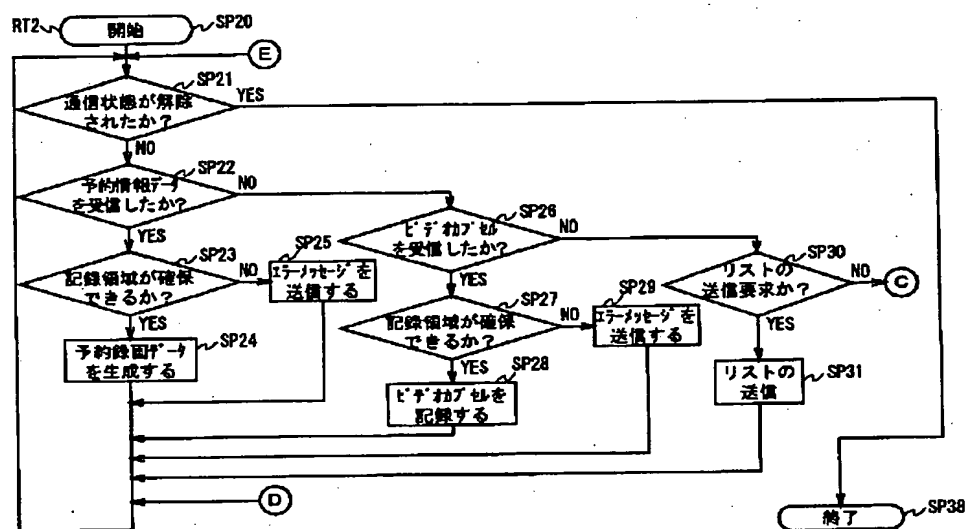 RT2
開始
SP20
E
SP21
通信状態が解除
されたか?
YES
NO
SP22
予約情報データ
を受信したか?
NO
YES
SP23
記録領域が確保
できるか?
NO
YES
SP25
エラーメッセージを
送信する
SP24
予約録画データ
を生成する
SP26
ビデオカプセル
を受信したか?
NO
YES
SP27
記録領域が確保
できるか?
NO
YES
SP29
エラーメッセージを
送信する
SP28
ビデオカプセルを
記録する
SP30
リストの
送信要求か?
NO
C
YES
リストの
送信
SP31
D
終了
SP38